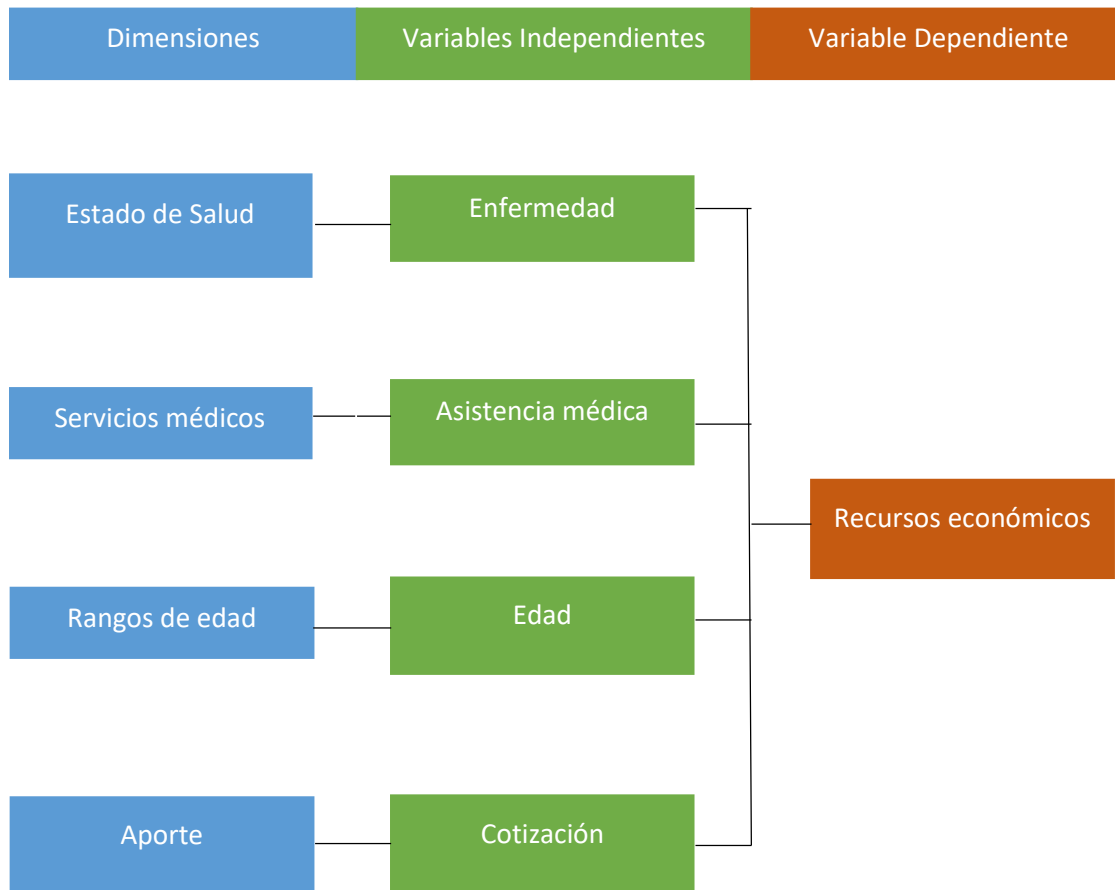 Dimensiones
Variables Independientes
Variable Dependiente
Estado de Salud
Enfermedad
Servicios médicos
Asistencia médica
Recursos económicos
Rangos de edad
Edad
Aporte
Cotización